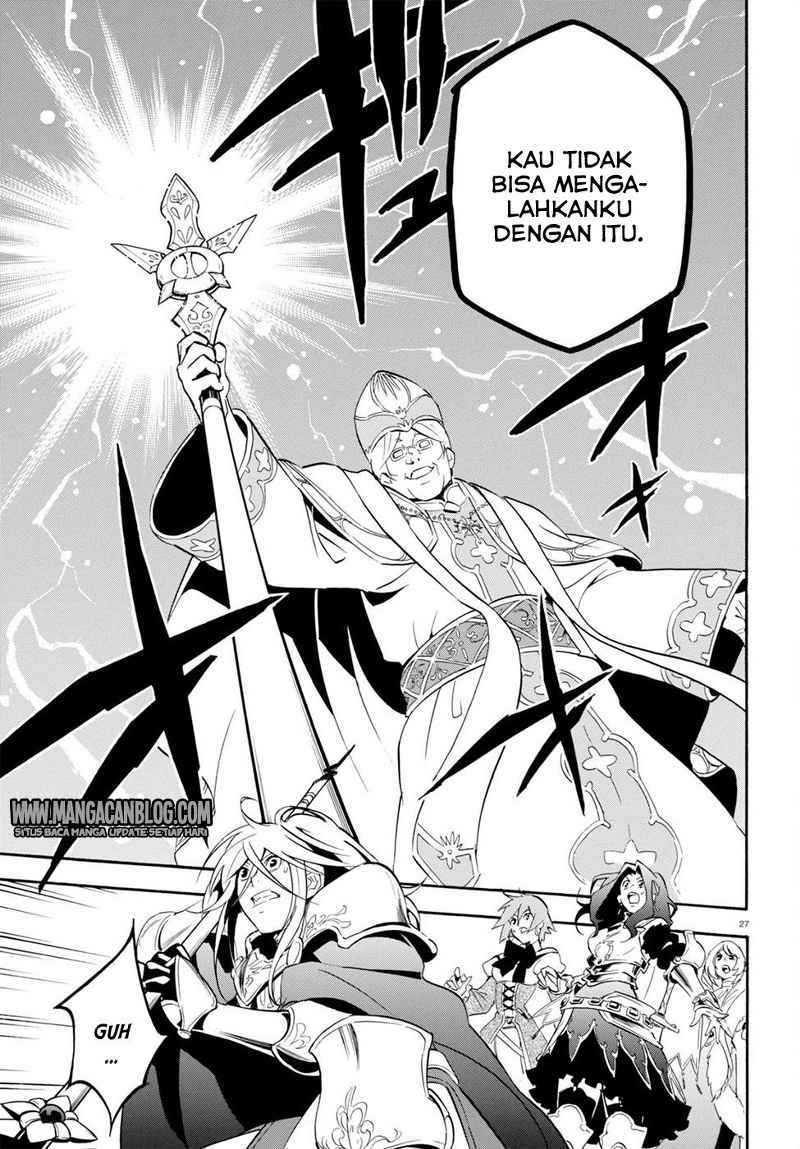 KAU TIDAK
BISA MENGA-
LAHKANKU
DENGAN ITU.
WWW.MANGACANBLOG.COM
SITUS BACA MANGA UPDATE SETIAP HARI
27
GUH
...